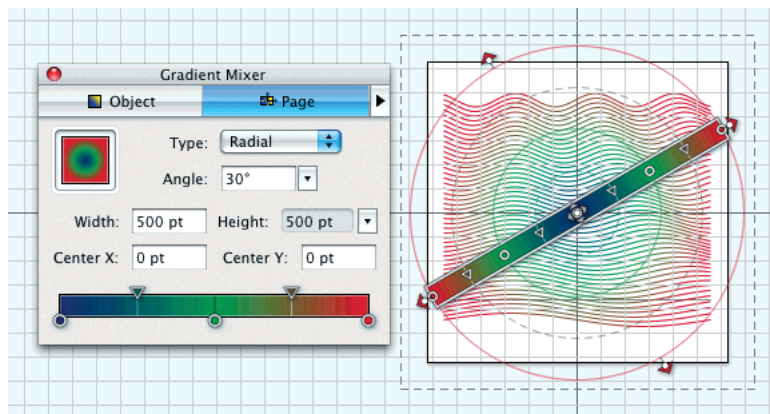 Gradient Mixer
Object Page
Type: Radial
Angle: 30°
Width: 500 pt Height: 500 pt
Center X: 0 pt Center Y: 0 pt